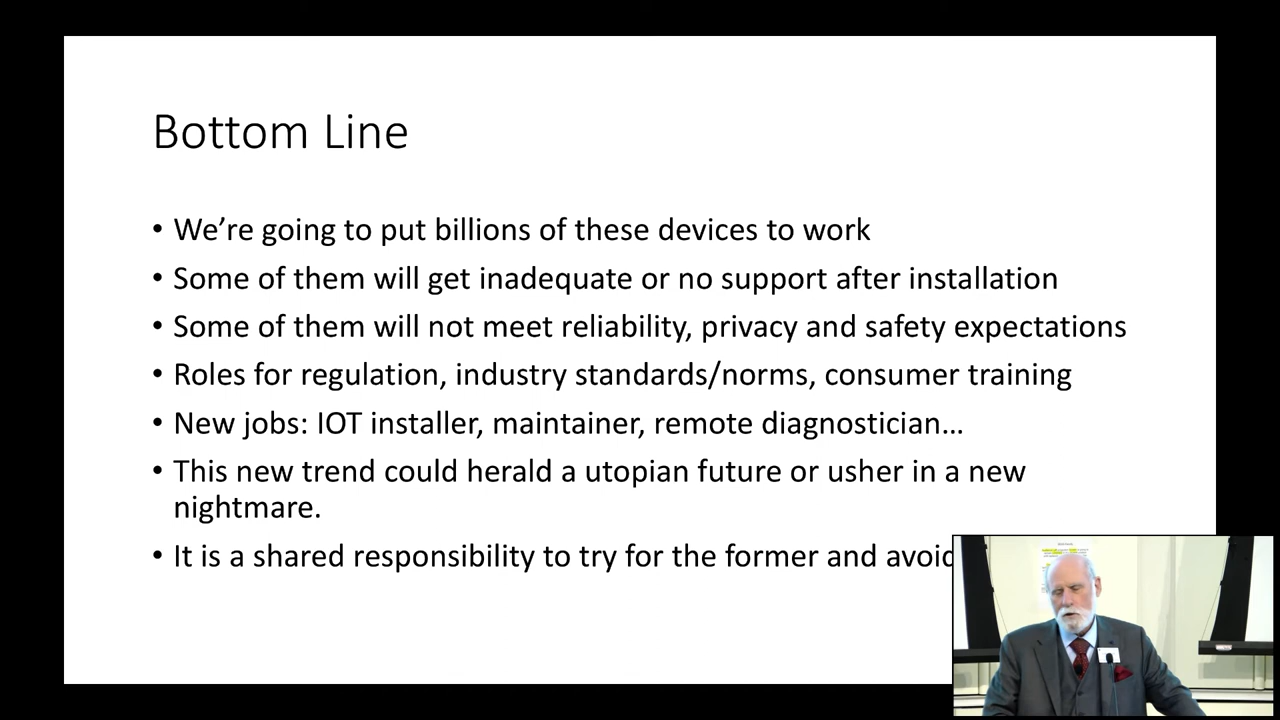 Bottom Line
• We’re going to put billions of these devices to work
• Some of them will get inadequate or no support after installation
• Some of them will not meet reliability, privacy and safety expectations
• Roles for regulation, industry standards/norms, consumer training
• New jobs: IOT installer, maintainer, remote diagnostician…
• This new trend could herald a utopian future or usher in a new
nightmare.
• It is a shared responsibility to try for the former and avoid